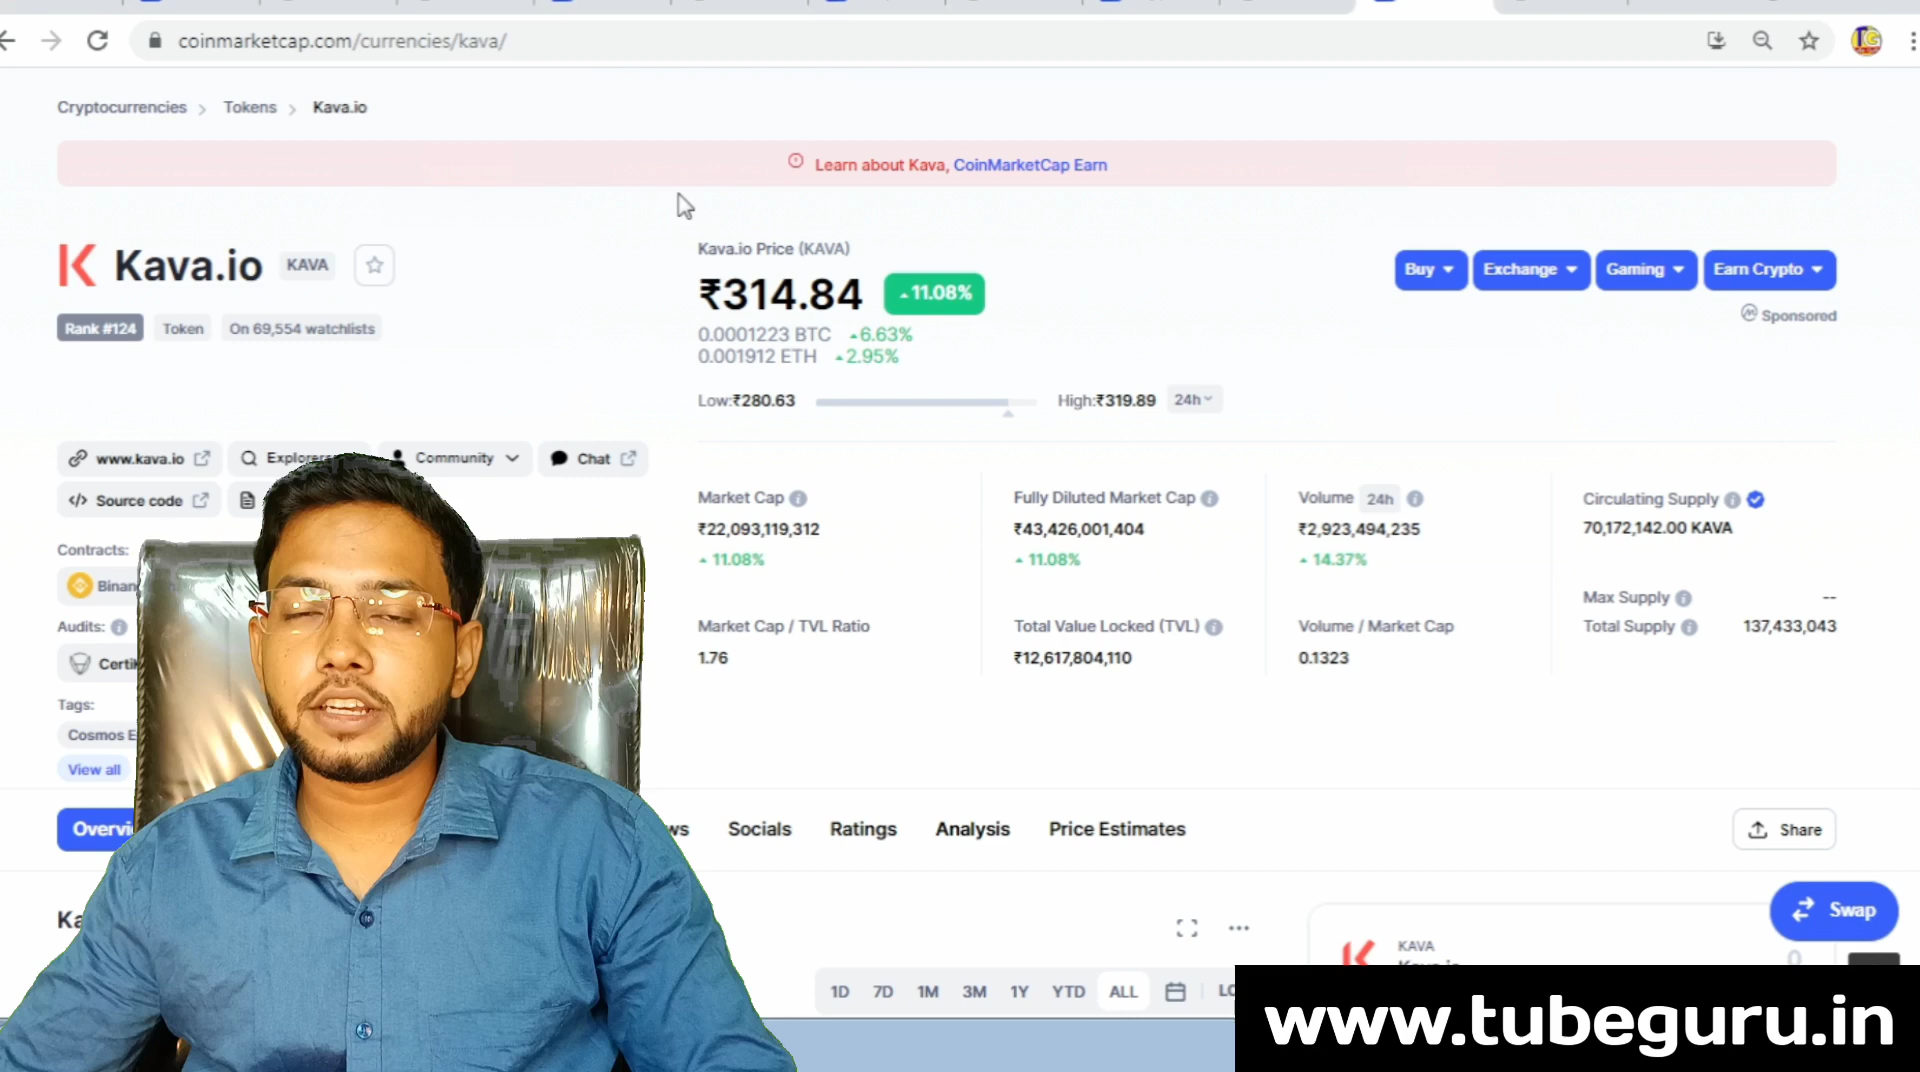 coinmarketcap.com/currencies/kava/
Cryptocurrencies > Tokens > Kava.io
Learn about Kava, CoinMarketCap Earn
Kava.io KAVA
Rank #124 Token On 69,554 watchlists
Kava.io Price (KAVA)
₹314.84 11.08%
0.0001223 BTC 6.63%
0.001912 ETH 2.95%
Low:₹280.63 High:₹319.89 24h
Buy Exchange Gaming Earn Crypto
Sponsored
www.kava.io Explorers Community Chat
Source code
Contracts:
Binan
Audits:
Certi
Tags:
Cosmos E
View all
Market Cap
₹22,093,119,312
11.08%
Fully Diluted Market Cap
₹43,426,001,404
11.08%
Volume 24h
₹2,923,494,235
14.37%
Circulating Supply
70,172,142.00 KAVA
Market Cap / TVL Ratio
1.76
Total Value Locked (TVL)
₹12,617,804,110
Volume / Market Cap
0.1323
Max Supply --
Total Supply 137,433,043
Overvi ws Socials Ratings Analysis Price Estimates
Share
Ka
Swap
KAVA
1D 7D 1M 3M 1Y YTD ALL
www.tubeguru.in